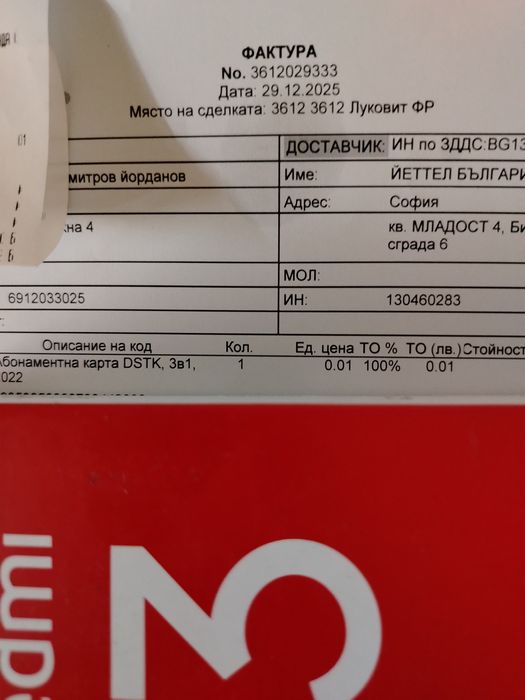 ФАКТУРА
No. 3612029333
Дата: 29.12.2025
Място на сделката: 3612 3612 Луковит ФР
ДОСТАВЧИК: ИН по ЗДДС:BG13
митров йорданов Име: ЙЕТТЕЛ БЪЛГАРИ
Адрес: София
жна 4 кв. МЛАДОСТ 4, Би
сграда 6
МОЛ:
6912033025 ИН: 130460283
Описание на код Кол. Ед. цена ТО % ТО (лв.) Стойност
Абонаментна карта DSTK, 3в1, 1 0.01 100% 0.01
022
edmi
3